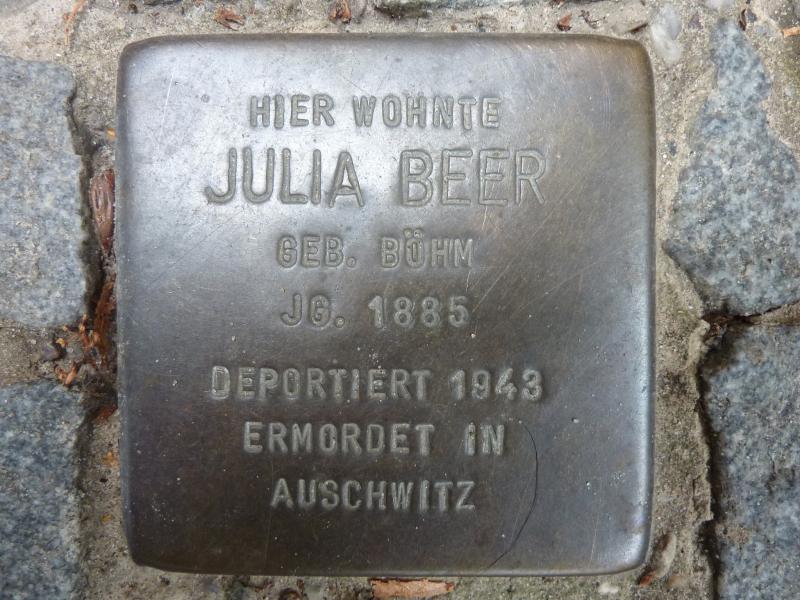 HIER WOHNTE
JULIA BEER
GEB. BÖHM
JG. 1885
DEPORTIERT 1943
ERMORDET IN
AUSCHWITZ